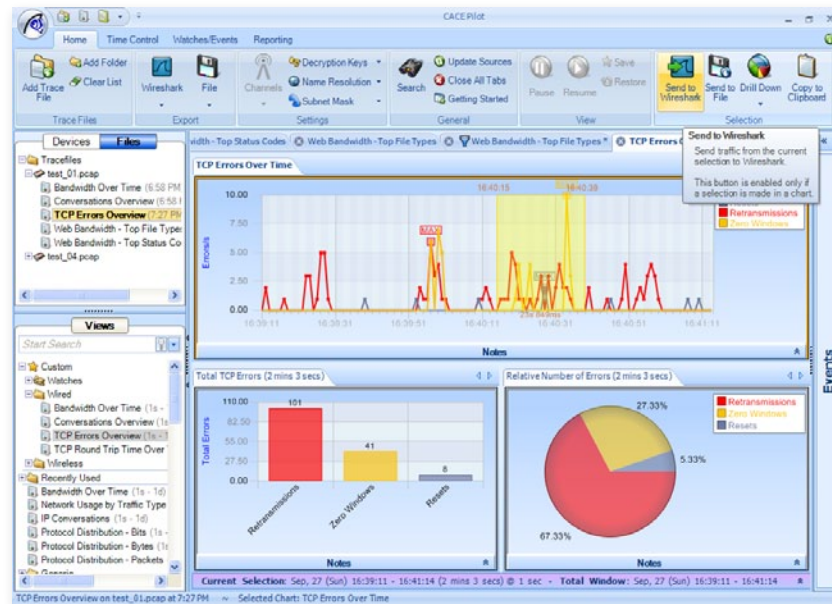 CACE Pilot
Home Time Control Watches/Events Reporting
Add Trace File
Add Folder
Clear List
Trace Files
Wireshark
File
Export
Channels
Decryption Keys
Name Resolution
Subnet Mask
Settings
Search
Update Sources
Close All Tabs
Getting Started
General
Pause
Resume
Save
Restore
View
Send to Wireshark
Send to File
Drill Down
Copy to Clipboard
Selection
Send to Wireshark
Send traffic from the current selection to Wireshark.
This button is enabled only if a selection is made in a chart.
Devices Files
Tracefiles
test_01.pcap
Bandwidth Over Time (6:58 PM
Conversations Overview (6:58
TCP Errors Overview (7:27 PM
Web Bandwidth - Top File Types
Web Bandwidth - Top Status Co
test_04.pcap
Views
Start Search
Custom
Watches
Wired
Bandwidth Over Time (1s -
Conversations Overview (1s
TCP Errors Overview (1s - 1
TCP Round Trip Time Over
Wireless
Recently Used
Bandwidth Over Time (1s - 1d)
Network Usage by Traffic Type
IP Conversations (1s - 1d)
Protocol Distribution - Bits (1s -
Protocol Distribution - Bytes (1s
Protocol Distribution - Packets
width - Top Status Codes
Web Bandwidth - Top File Types
Web Bandwidth - Top File Types *
TCP Errors O
TCP Errors Over Time
Errors/s
10.00
7.50
5.00
2.50
0.00
16:40:15
16:40:39
MAX
16:39:11 16:39:31 16:39:51 16:40:11 16:40:31 16:40:51 16:41:11
Retransmissions
Zero Windows
Notes
Events
Total TCP Errors (2 mins 3 secs)
Total Errors
110.00
82.50
55.00
27.50
0.00
101
41
8
Retransmissions
Zero Windows
Resets
Notes
Relative Number of Errors (2 mins 3 secs)
27.33%
5.33%
67.33%
Retransmissions
Zero Windows
Resets
Notes
Current Selection: Sep, 27 (Sun) 16:39:11 - 16:41:14 (2 mins 3 secs) @ 1 sec - Total Window: Sep, 27 (Sun) 16:39:11 - 16:41:14
TCP Errors Overview on test_01.pcap at 7:27 PM ~ Selected Chart: TCP Errors Over Time